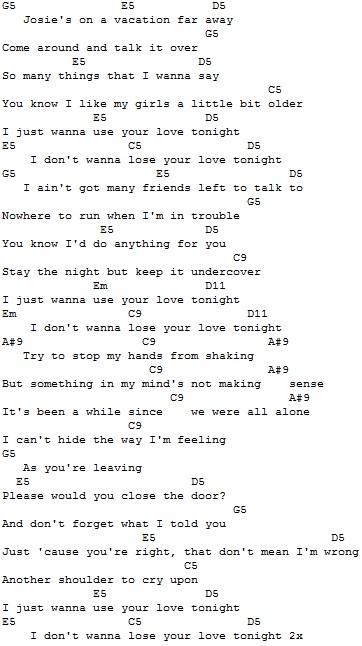 G5 E5 D5
Josie's on a vacation far away
G5
Come around and talk it over
E5 D5
So many things that I wanna say
C5
You know I like my girls a little bit older
E5 D5
I just wanna use your love tonight
E5 C5 D5
I don't wanna lose your love tonight
G5 E5 D5
I ain't got many friends left to talk to
G5
Nowhere to run when I'm in trouble
E5 D5
You know I'd do anything for you
C9
Stay the night but keep it undercover
Em D11
I just wanna use your love tonight
Em C9 D11
I don't wanna lose your love tonight
A#9 C9 A#9
Try to stop my hands from shaking
C9 A#9
But something in my mind's not making sense
C9 A#9
It's been a while since we were all alone
C9
I can't hide the way I'm feeling
G5
As you're leaving
E5 D5
Please would you close the door?
G5
And don't forget what I told you
E5 D5
Just 'cause you're right, that don't mean I'm wrong
C5
Another shoulder to cry upon
E5 D5
I just wanna use your love tonight
E5 C5 D5
I don't wanna lose your love tonight 2x